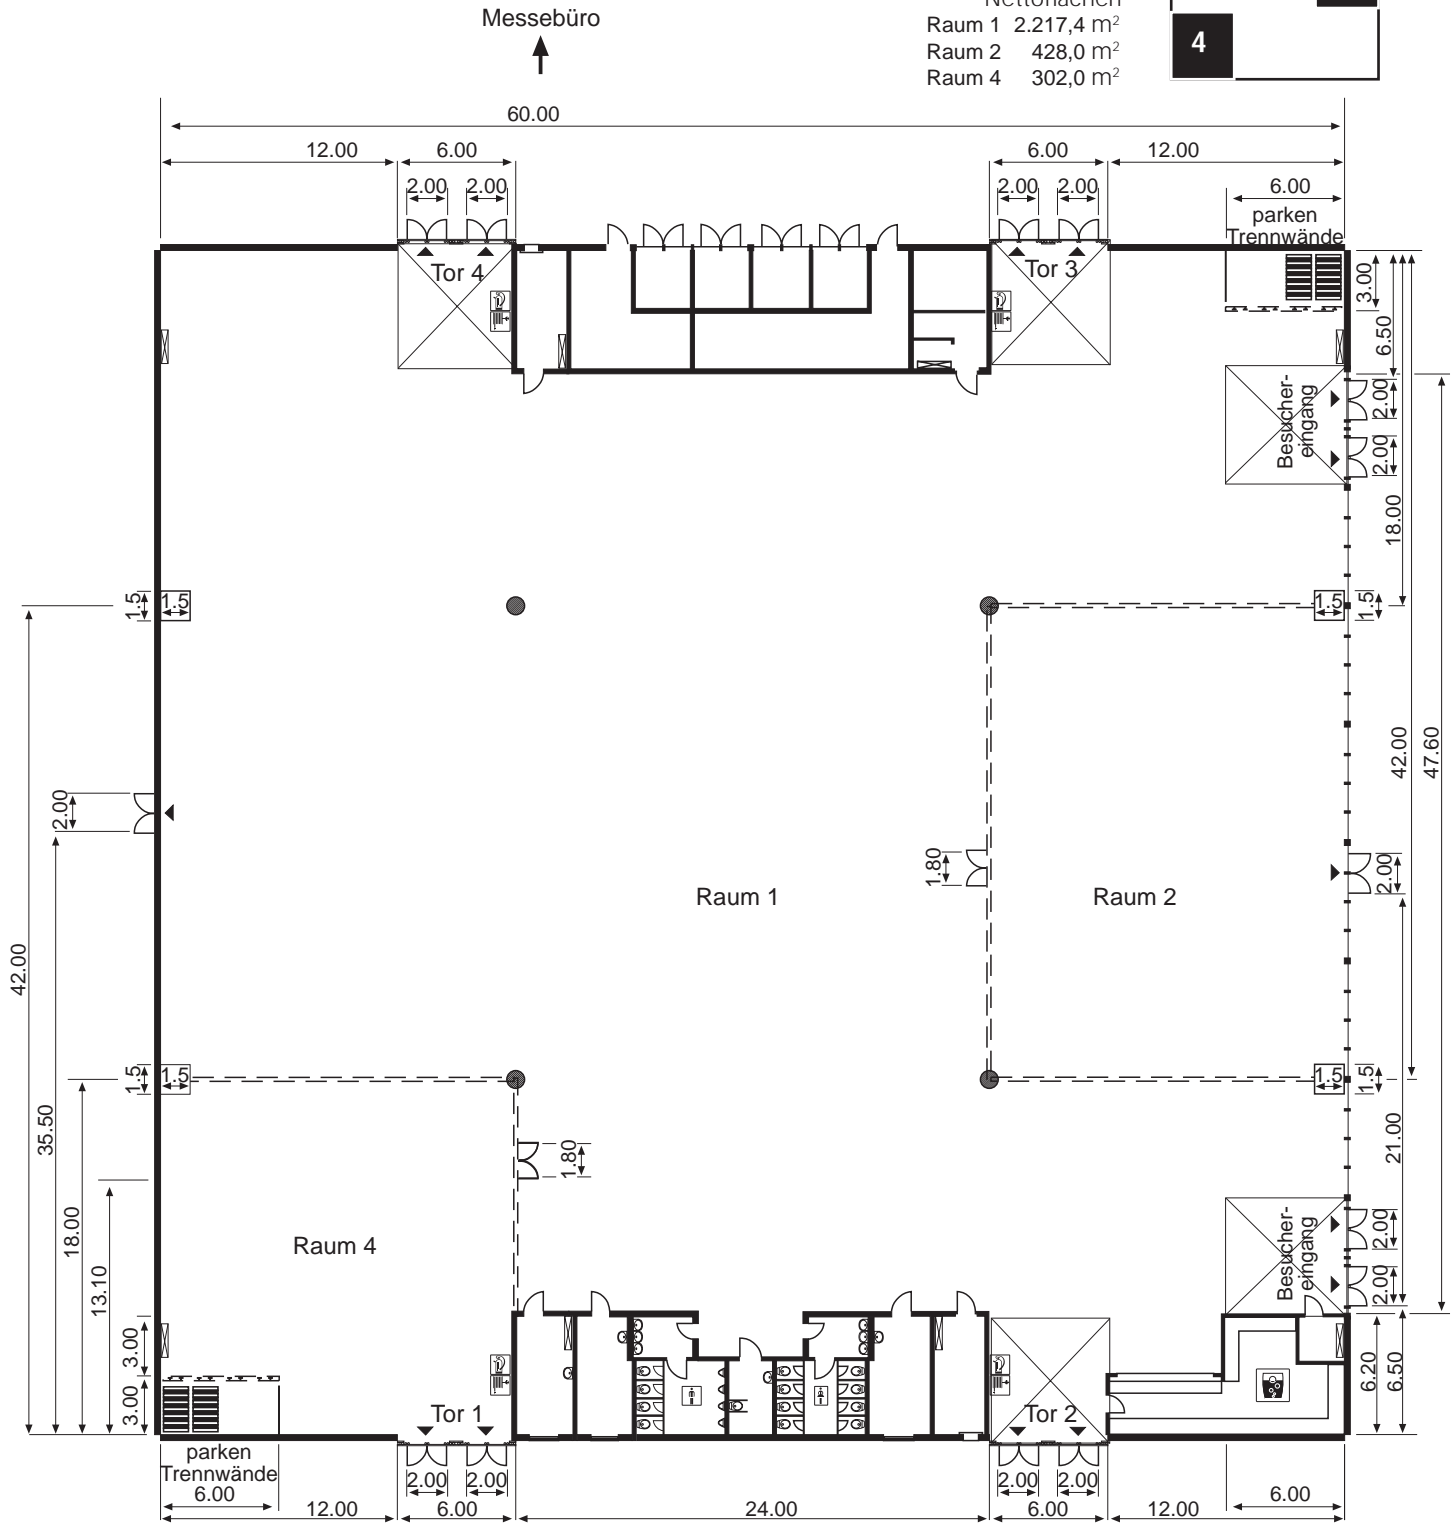 Messebüro
Nettoflächen
Raum 1 2.217,4 m²
Raum 2 428,0 m²
Raum 4 302,0 m²
4
60.00
12.00 6.00 6.00 12.00
2.00 2.00 2.00 2.00 6.00
parken
Trennwände
Tor 4 Tor 3
3.00
6.50
Besucher-
eingang
2.00
2.00
18.00
1.5 1.5 1.5 1.5
42.00
47.60
2.00
1.80
2.00
Raum 1 Raum 2
42.00
35.50
1.5 1.5 1.5 1.5
18.00
13.10
1.80
21.00
Raum 4
Besucher-
eingang
2.00
2.00
3.00
3.00
6.20
6.50
Tor 1 Tor 2
parken
Trennwände
2.00 2.00 2.00 2.00
6.00 6.00
12.00 6.00 24.00 6.00 12.00